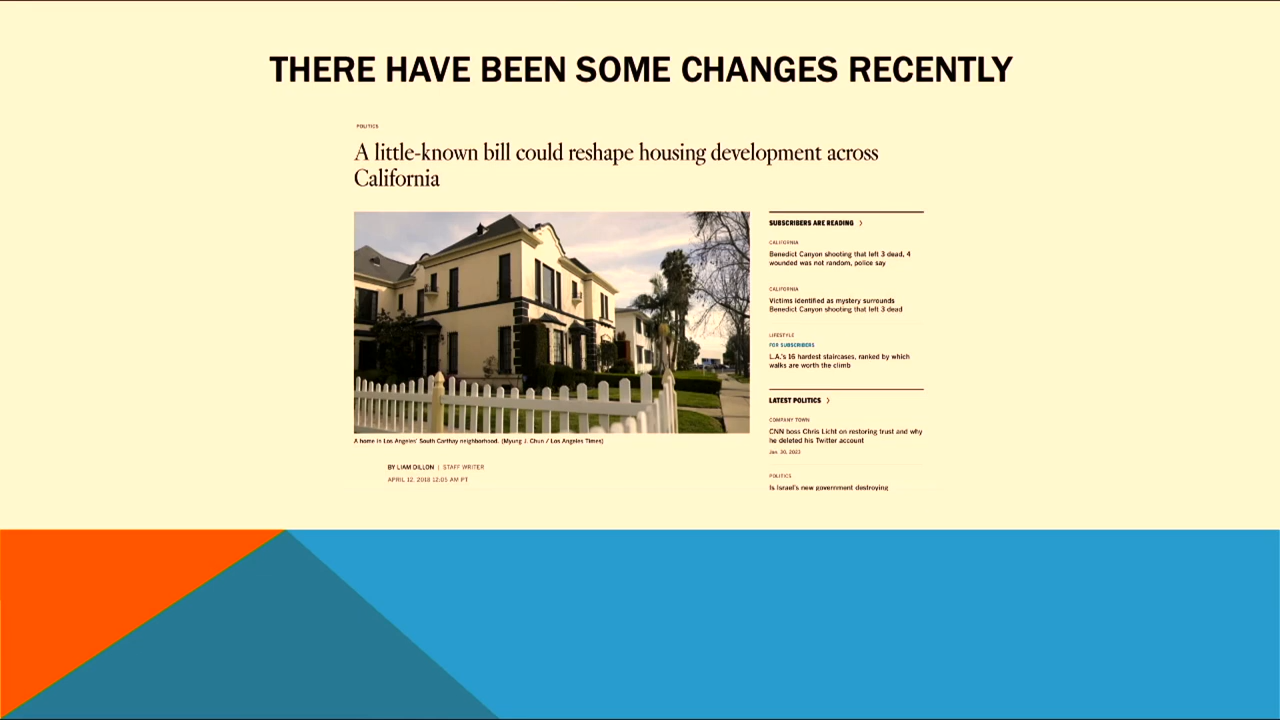 THERE HAVE BEEN SOME CHANGES RECENTLY
POLITICS
A little-known bill could reshape housing development across
California
A home in Los Angeles' South Carthay neighborhood. (Myung J. Chun / Los Angeles Times)
BY LIAM DILLON | STAFF WRITER
APRIL 12, 2018 12:05 AM PT
SUBSCRIBERS ARE READING >
CALIFORNIA
Benedict Canyon shooting that left 3 dead, 4
wounded was not random, police say
CALIFORNIA
Victims identified as mystery surrounds
Benedict Canyon shooting that left 3 dead
LIFESTYLE
FOR SUBSCRIBERS
L.A.'s 16 hardest staircases, ranked by which
walks are worth the climb
LATEST POLITICS >
COMPANY TOWN
CNN boss Chris Licht on restoring trust and why
he deleted his Twitter account
Jan. 30, 2023
POLITICS
Is Israel's new government destroying